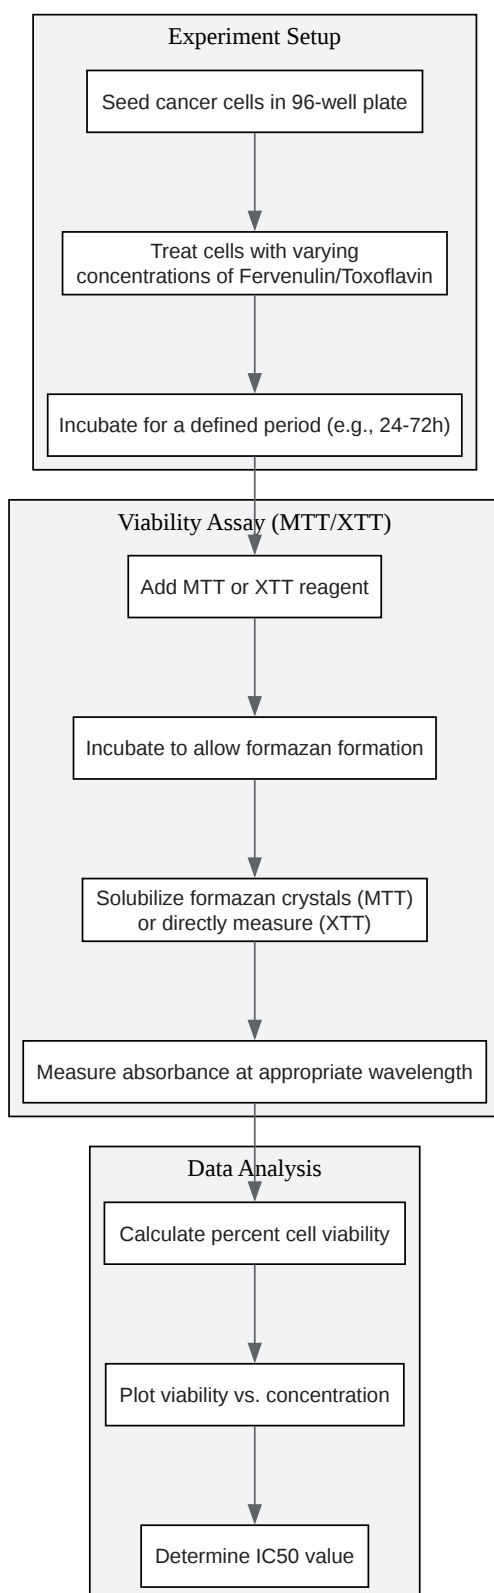 Experiment Setup
Seed cancer cells in 96-well plate
Treat cells with varying
concentrations of Fervenulin/Toxoflavin
Incubate for a defined period (e.g., 24-72h)
Viability Assay (MTT/XTT)
Add MTT or XTT reagent
Incubate to allow formazan formation
Solubilize formazan crystals (MTT)
or directly measure (XTT)
Measure absorbance at appropriate wavelength
Data Analysis
Calculate percent cell viability
Plot viability vs. concentration
Determine IC50 value